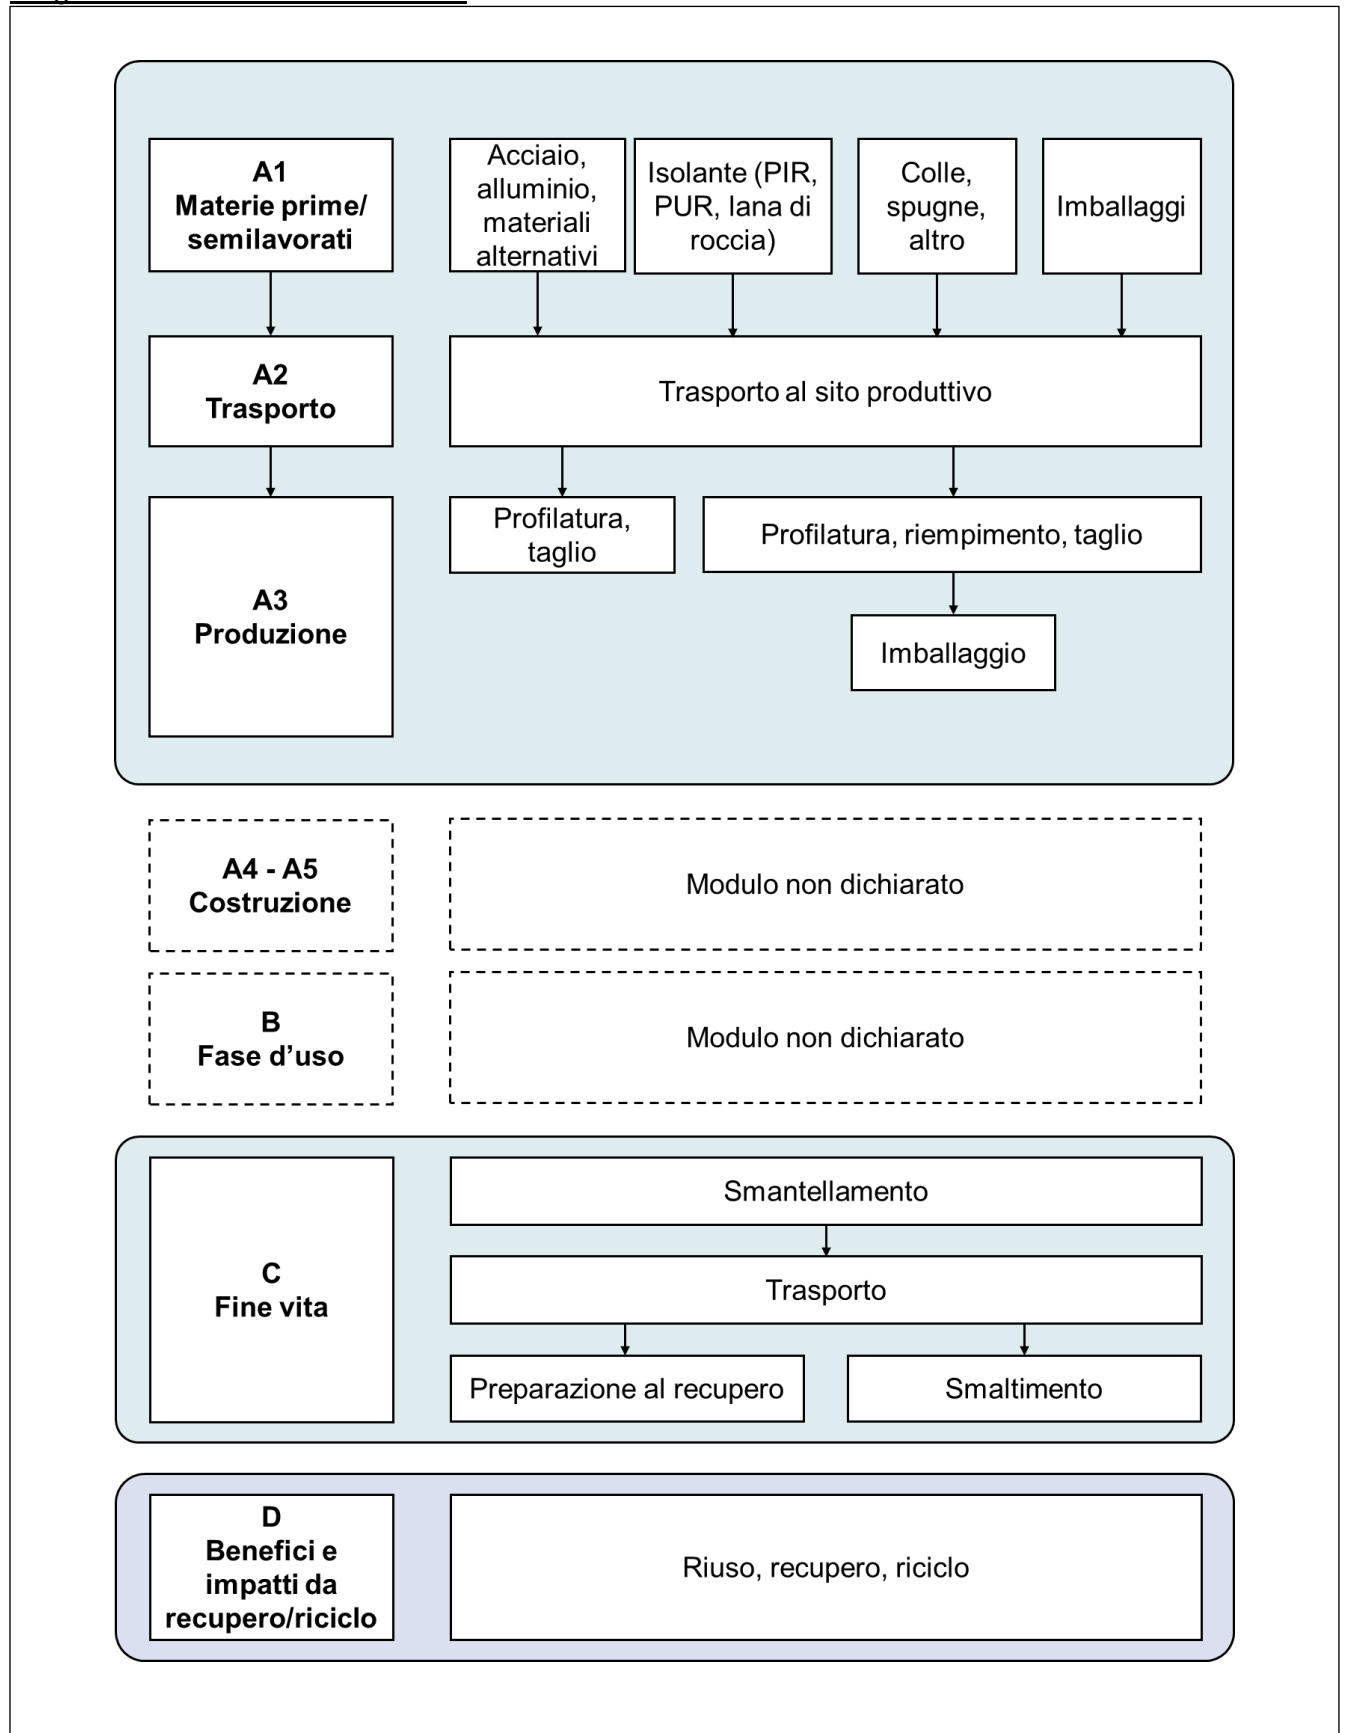 A1
Materie prime/
semilavorati
Acciaio,
alluminio,
materiali
alternativi
Isolante (PIR,
PUR, lana di
roccia)
Colle,
spugne,
altro
Imballaggi
A2
Trasporto
Trasporto al sito produttivo
A3
Produzione
Profilatura,
taglio
Profilatura, riempimento, taglio
Imballaggio
A4 - A5
Costruzione
Modulo non dichiarato
B
Fase d’uso
Modulo non dichiarato
C
Fine vita
Smantellamento
Trasporto
Preparazione al recupero
Smaltimento
D
Benefici e
impatti da
recupero/riciclo
Riuso, recupero, riciclo